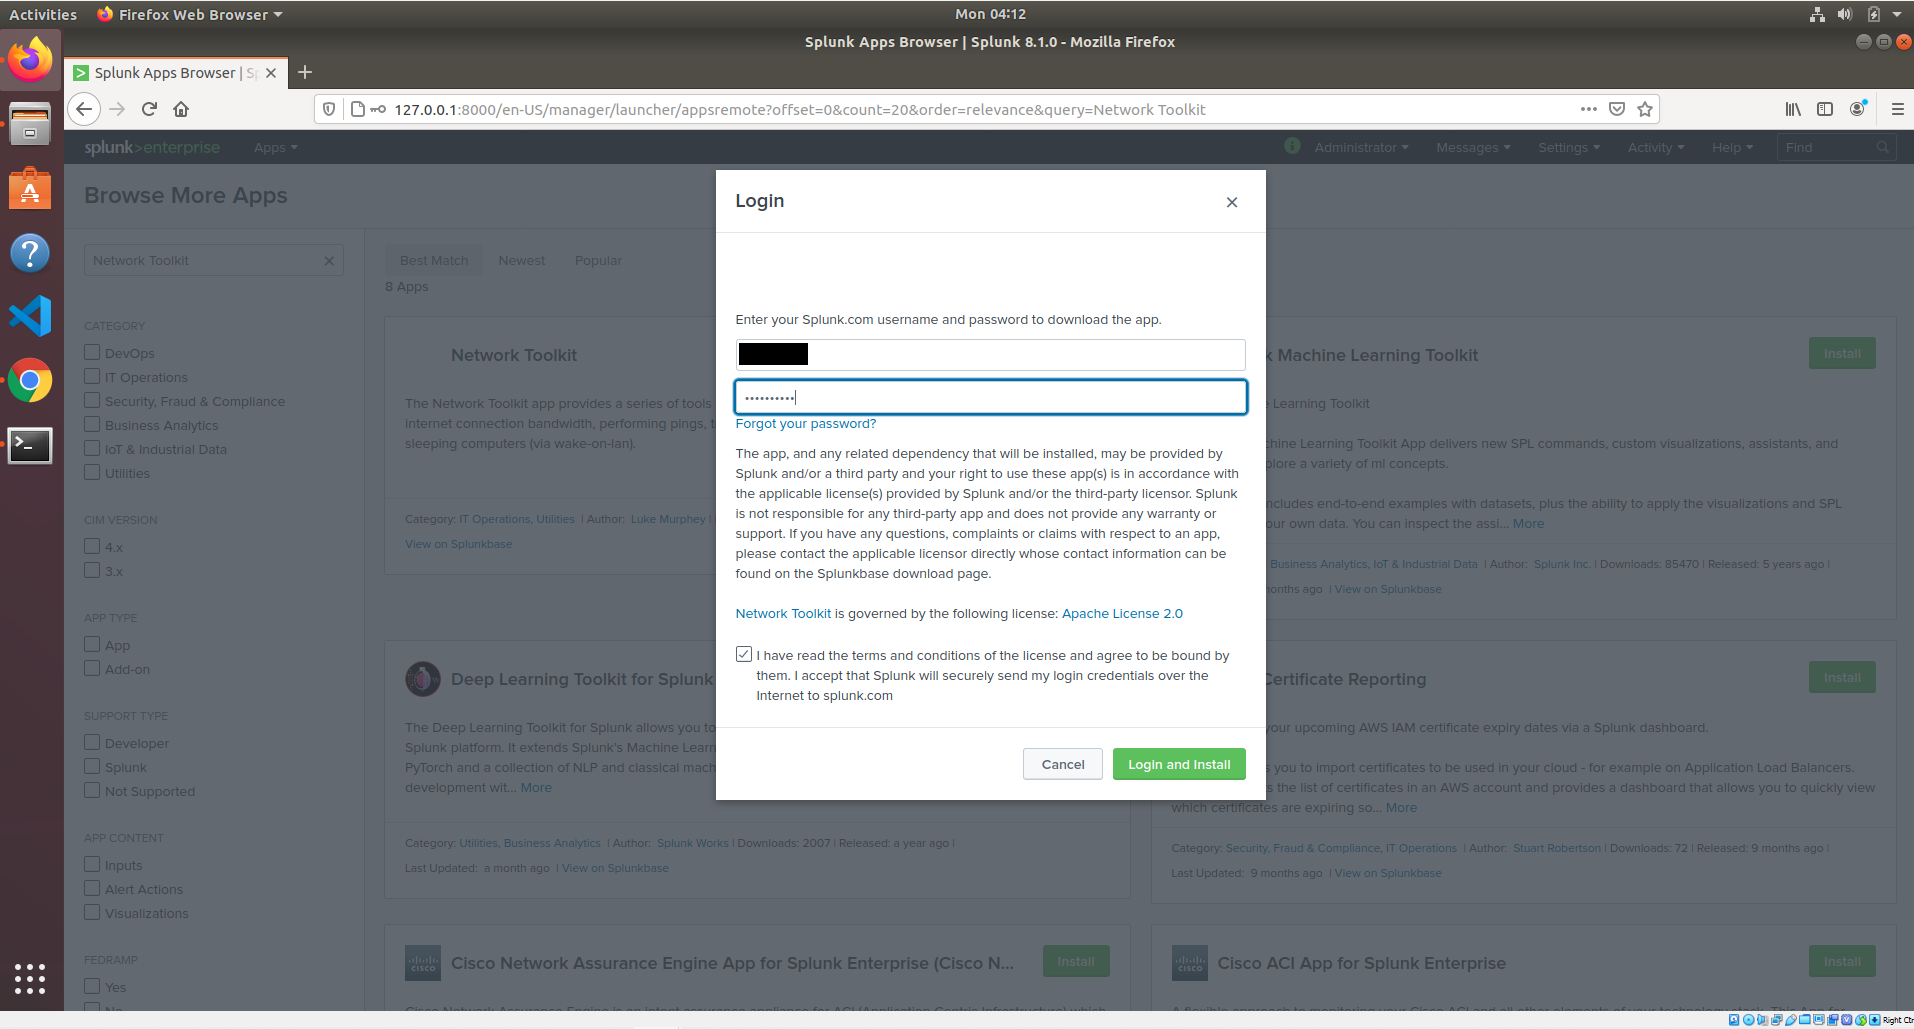 Activities Firefox Web Browser Mon 04:12
Splunk Apps Browser | Splunk 8.1.0 - Mozilla Firefox
Splunk Apps Browser | Sp
127.0.0.1:8000/en-US/manager/launcher/appsremote?offset=0&count=20&order=relevance&query=Network Toolkit
splunk>enterprise Apps Administrator Messages Settings Activity Help Find
Browse More Apps
Network Toolkit
Best Match Newest Popular
8 Apps
CATEGORY
DevOps
IT Operations
Security, Fraud & Compliance
Business Analytics
IoT & Industrial Data
Utilities
CIM VERSION
4.x
3.x
APP TYPE
App
Add-on
SUPPORT TYPE
Developer
Splunk
Not Supported
APP CONTENT
Inputs
Alert Actions
Visualizations
FEDRAMP
Yes
No
Network Toolkit
The Network Toolkit app provides a series of tools
internet connection bandwidth, performing pings,
sleeping computers (via wake-on-lan).
Category: IT Operations, Utilities | Author: Luke Murphey |
View on Splunkbase
Login
Enter your Splunk.com username and password to download the app.
Forgot your password?
The app, and any related dependency that will be installed, may be provided by
Splunk and/or a third party and your right to use these app(s) is in accordance with
the applicable license(s) provided by Splunk and/or the third-party licensor. Splunk
is not responsible for any third-party app and does not provide any warranty or
support. If you have any questions, complaints or claims with respect to an app,
please contact the applicable licensor directly whose contact information can be
found on the Splunkbase download page.
Network Toolkit is governed by the following license: Apache License 2.0
I have read the terms and conditions of the license and agree to be bound by
them. I accept that Splunk will securely send my login credentials over the
Internet to splunk.com
Cancel Login and Install
k Machine Learning Toolkit Install
Learning Toolkit
chine Learning Toolkit App delivers new SPL commands, custom visualizations, assistants, and
plore a variety of ml concepts.
ncludes end-to-end examples with datasets, plus the ability to apply the visualizations and SPL
our own data. You can inspect the assi... More
Business Analytics, IoT & Industrial Data | Author: Splunk Inc. | Downloads: 85470 | Released: 5 years ago |
onths ago | View on Splunkbase
Deep Learning Toolkit for Splunk
The Deep Learning Toolkit for Splunk allows you to
Splunk platform. It extends Splunk's Machine Learn
PyTorch and a collection of NLP and classical mach
development wit... More
Category: Utilities, Business Analytics | Author: Splunk Works | Downloads: 2007 | Released: a year ago |
Last Updated: a month ago | View on Splunkbase
Certificate Reporting Install
your upcoming AWS IAM certificate expiry dates via a Splunk dashboard.
s you to import certificates to be used in your cloud - for example on Application Load Balancers.
s the list of certificates in an AWS account and provides a dashboard that allows you to quickly view
which certificates are expiring so... More
Category: Security, Fraud & Compliance, IT Operations | Author: Stuart Robertson | Downloads: 72 | Released: 9 months ago |
Last Updated: 9 months ago | View on Splunkbase
CISCO Cisco Network Assurance Engine App for Splunk Enterprise (Cisco N... Install
CISCO Cisco ACI App for Splunk Enterprise Install
Right Ctr